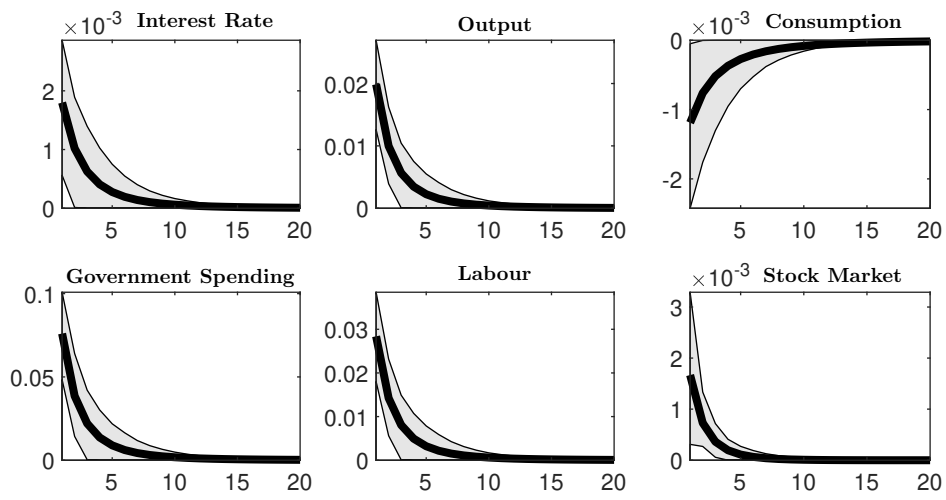 ×10⁻³ Interest Rate
2
1
0
5 10 15 20
Output
0.02
0.01
0
5 10 15 20
×10⁻³ Consumption
0
-1
-2
5 10 15 20
Government Spending
0.1
0.05
0
5 10 15 20
Labour
0.03
0.02
0.01
0
5 10 15 20
×10⁻³ Stock Market
3
2
1
0
5 10 15 20